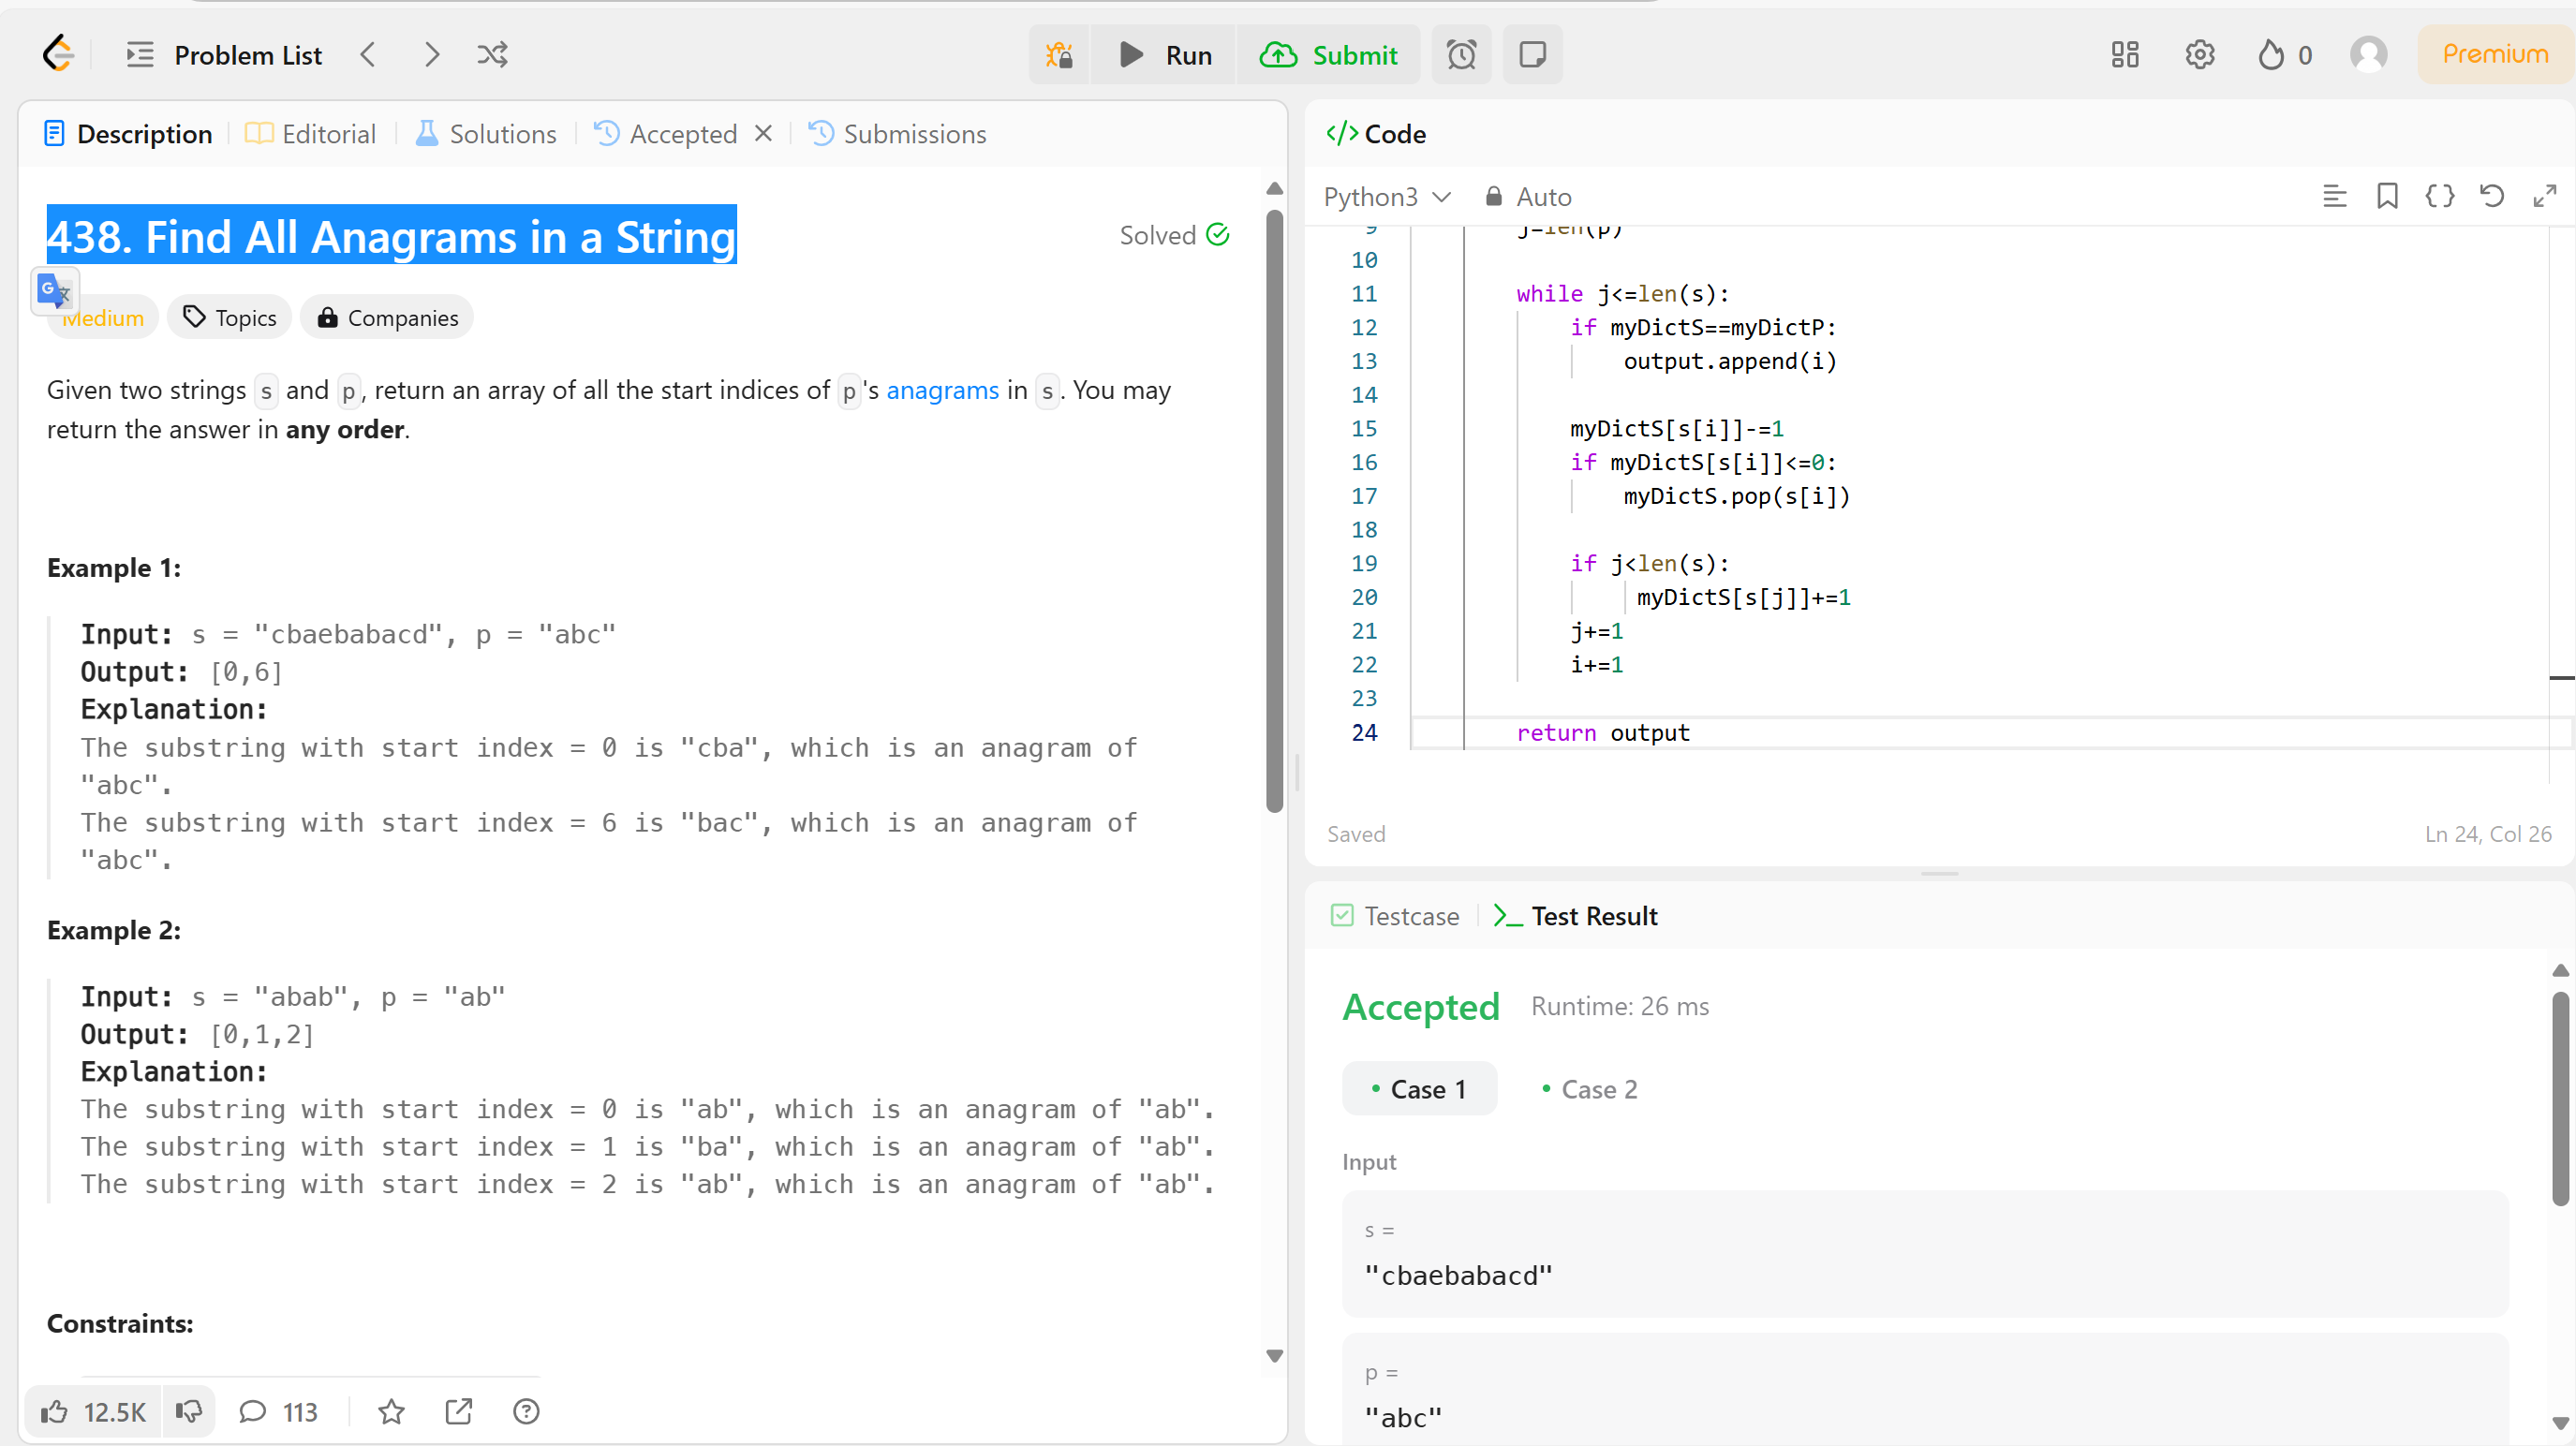 Problem List
Run
Submit
0
Premium
Description
Editorial
Solutions
Accepted
Submissions
438. Find All Anagrams in a String
Solved
Medium
Topics
Companies
Given two strings s and p, return an array of all the start indices of p's anagrams in s. You may
return the answer in any order.
Example 1:
Input: s = "cbaebabacd", p = "abc"
Output: [0,6]
Explanation:
The substring with start index = 0 is "cba", which is an anagram of
"abc".
The substring with start index = 6 is "bac", which is an anagram of
"abc".
Example 2:
Input: s = "abab", p = "ab"
Output: [0,1,2]
Explanation:
The substring with start index = 0 is "ab", which is an anagram of "ab".
The substring with start index = 1 is "ba", which is an anagram of "ab".
The substring with start index = 2 is "ab", which is an anagram of "ab".
Constraints:
12.5K
113
</> Code
Python3
Auto
9 j=len(p)
10
11 while j<=len(s):
12 if myDictS==myDictP:
13 output.append(i)
14
15 myDictS[s[i]]-=1
16 if myDictS[s[i]]<=0:
17 myDictS.pop(s[i])
18
19 if j<len(s):
20 myDictS[s[j]]+=1
21 j+=1
22 i+=1
23
24 return output
Saved
Ln 24, Col 26
Testcase
Test Result
Accepted
Runtime: 26 ms
Case 1
Case 2
Input
s =
"cbaebabacd"
p =
"abc"